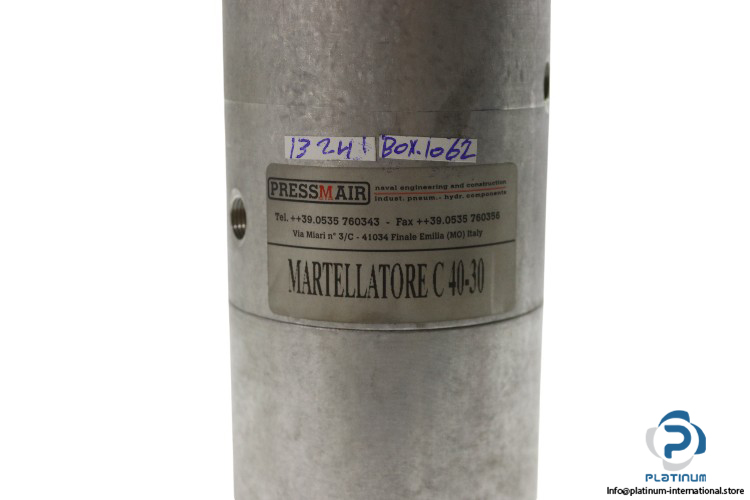 13241 BOX.1062
PRESSMAIR
naval engineering and construction
indust. pneum.- hydr. components
Tel. ++39.0535 760343 - Fax ++39.0535 760356
Via Miari n° 3/C - 41034 Finale Emilia (MO) Italy
MARTELLATORE C 40-30
PLATINUM
Info@platinum-international.store